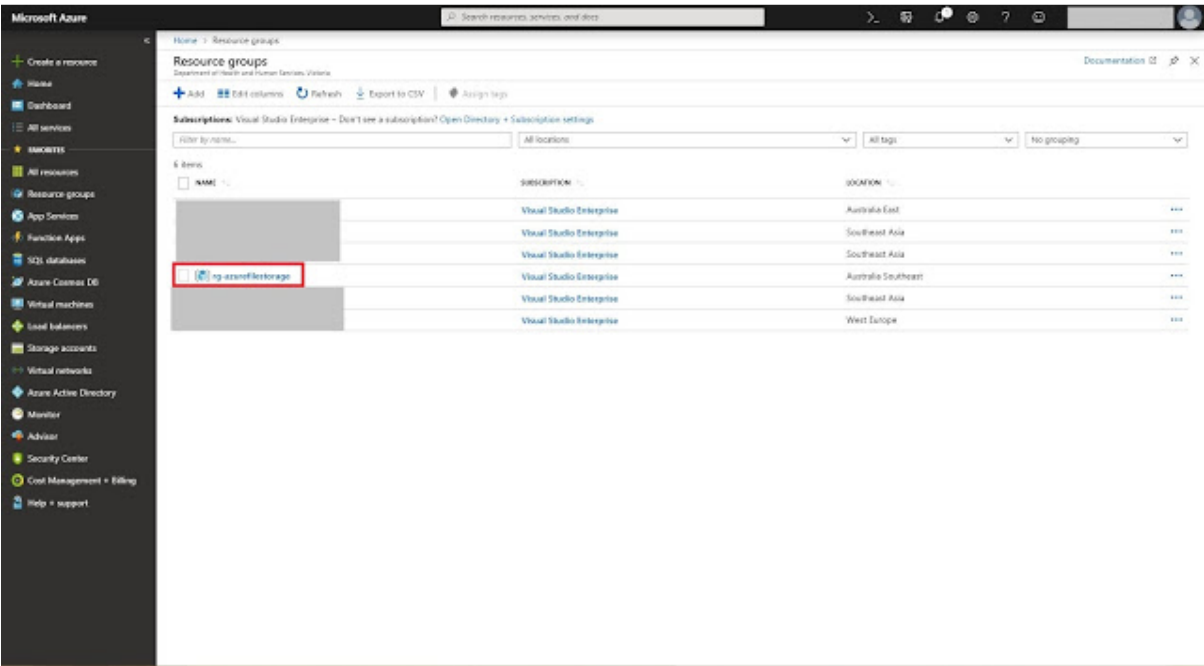 Microsoft Azure
Search resources, services, and docs
Create a resource
Home
Dashboard
All services
FAVORITES
All resources
Resource groups
App Services
Function Apps
SQL databases
Azure Cosmos DB
Virtual machines
Load balancers
Storage accounts
Virtual networks
Azure Active Directory
Monitor
Advisor
Security Center
Cost Management + Billing
Help + support
Home > Resource groups
Resource groups
Documentation
Department of Health and Human Services, Victoria
Add Edit columns Refresh Export to CSV Assign tags
Subscriptions: Visual Studio Enterprise – Don't see a subscription? Open Directory + Subscription settings
Filter by name... All locations All tags No grouping
6 items
NAME SUBSCRIPTION LOCATION
Visual Studio Enterprise Australia East
Visual Studio Enterprise Southeast Asia
Visual Studio Enterprise Southeast Asia
rg-azurefilestorage Visual Studio Enterprise Australia Southeast
Visual Studio Enterprise Southeast Asia
Visual Studio Enterprise West Europe